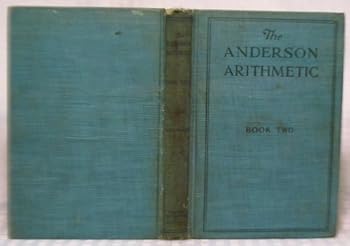 The
ANDERSON
ARITHMETIC
BOOK TWO